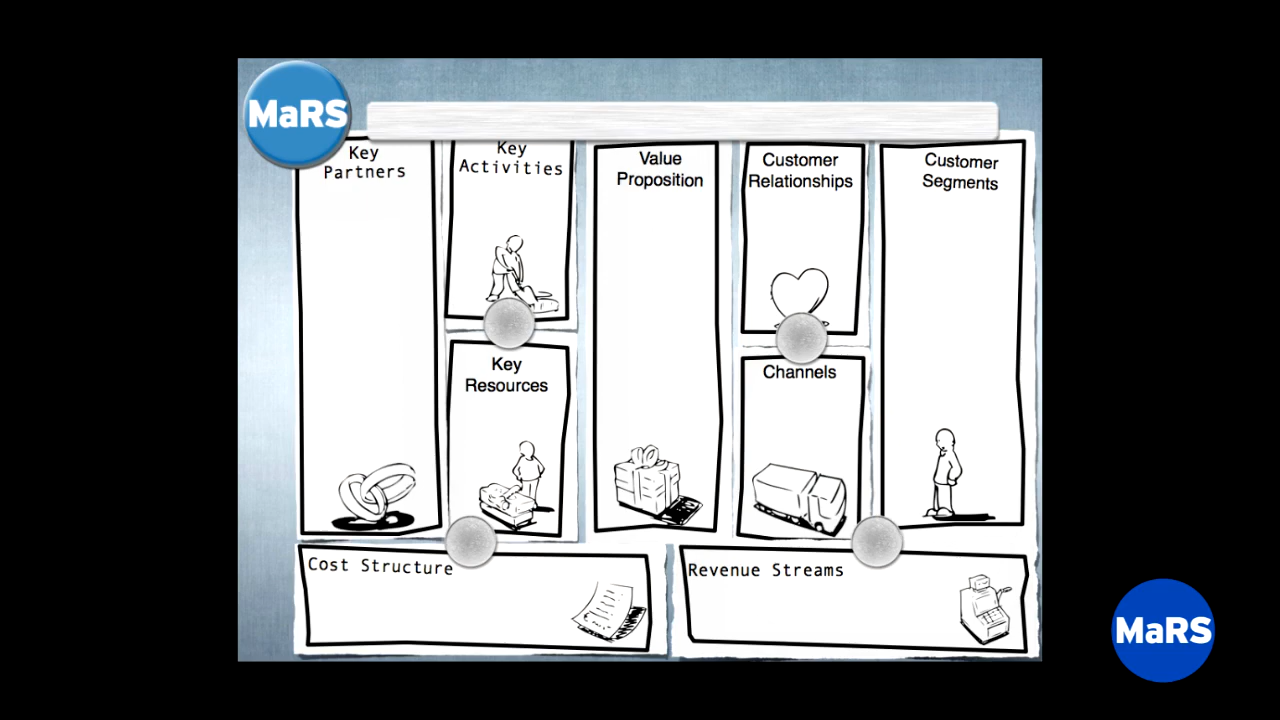 MaRS
Key
Partners
Key
Activities
Key
Resources
Value
Proposition
Customer
Relationships
Channels
Customer
Segments
Cost Structure
Revenue Streams
MaRS